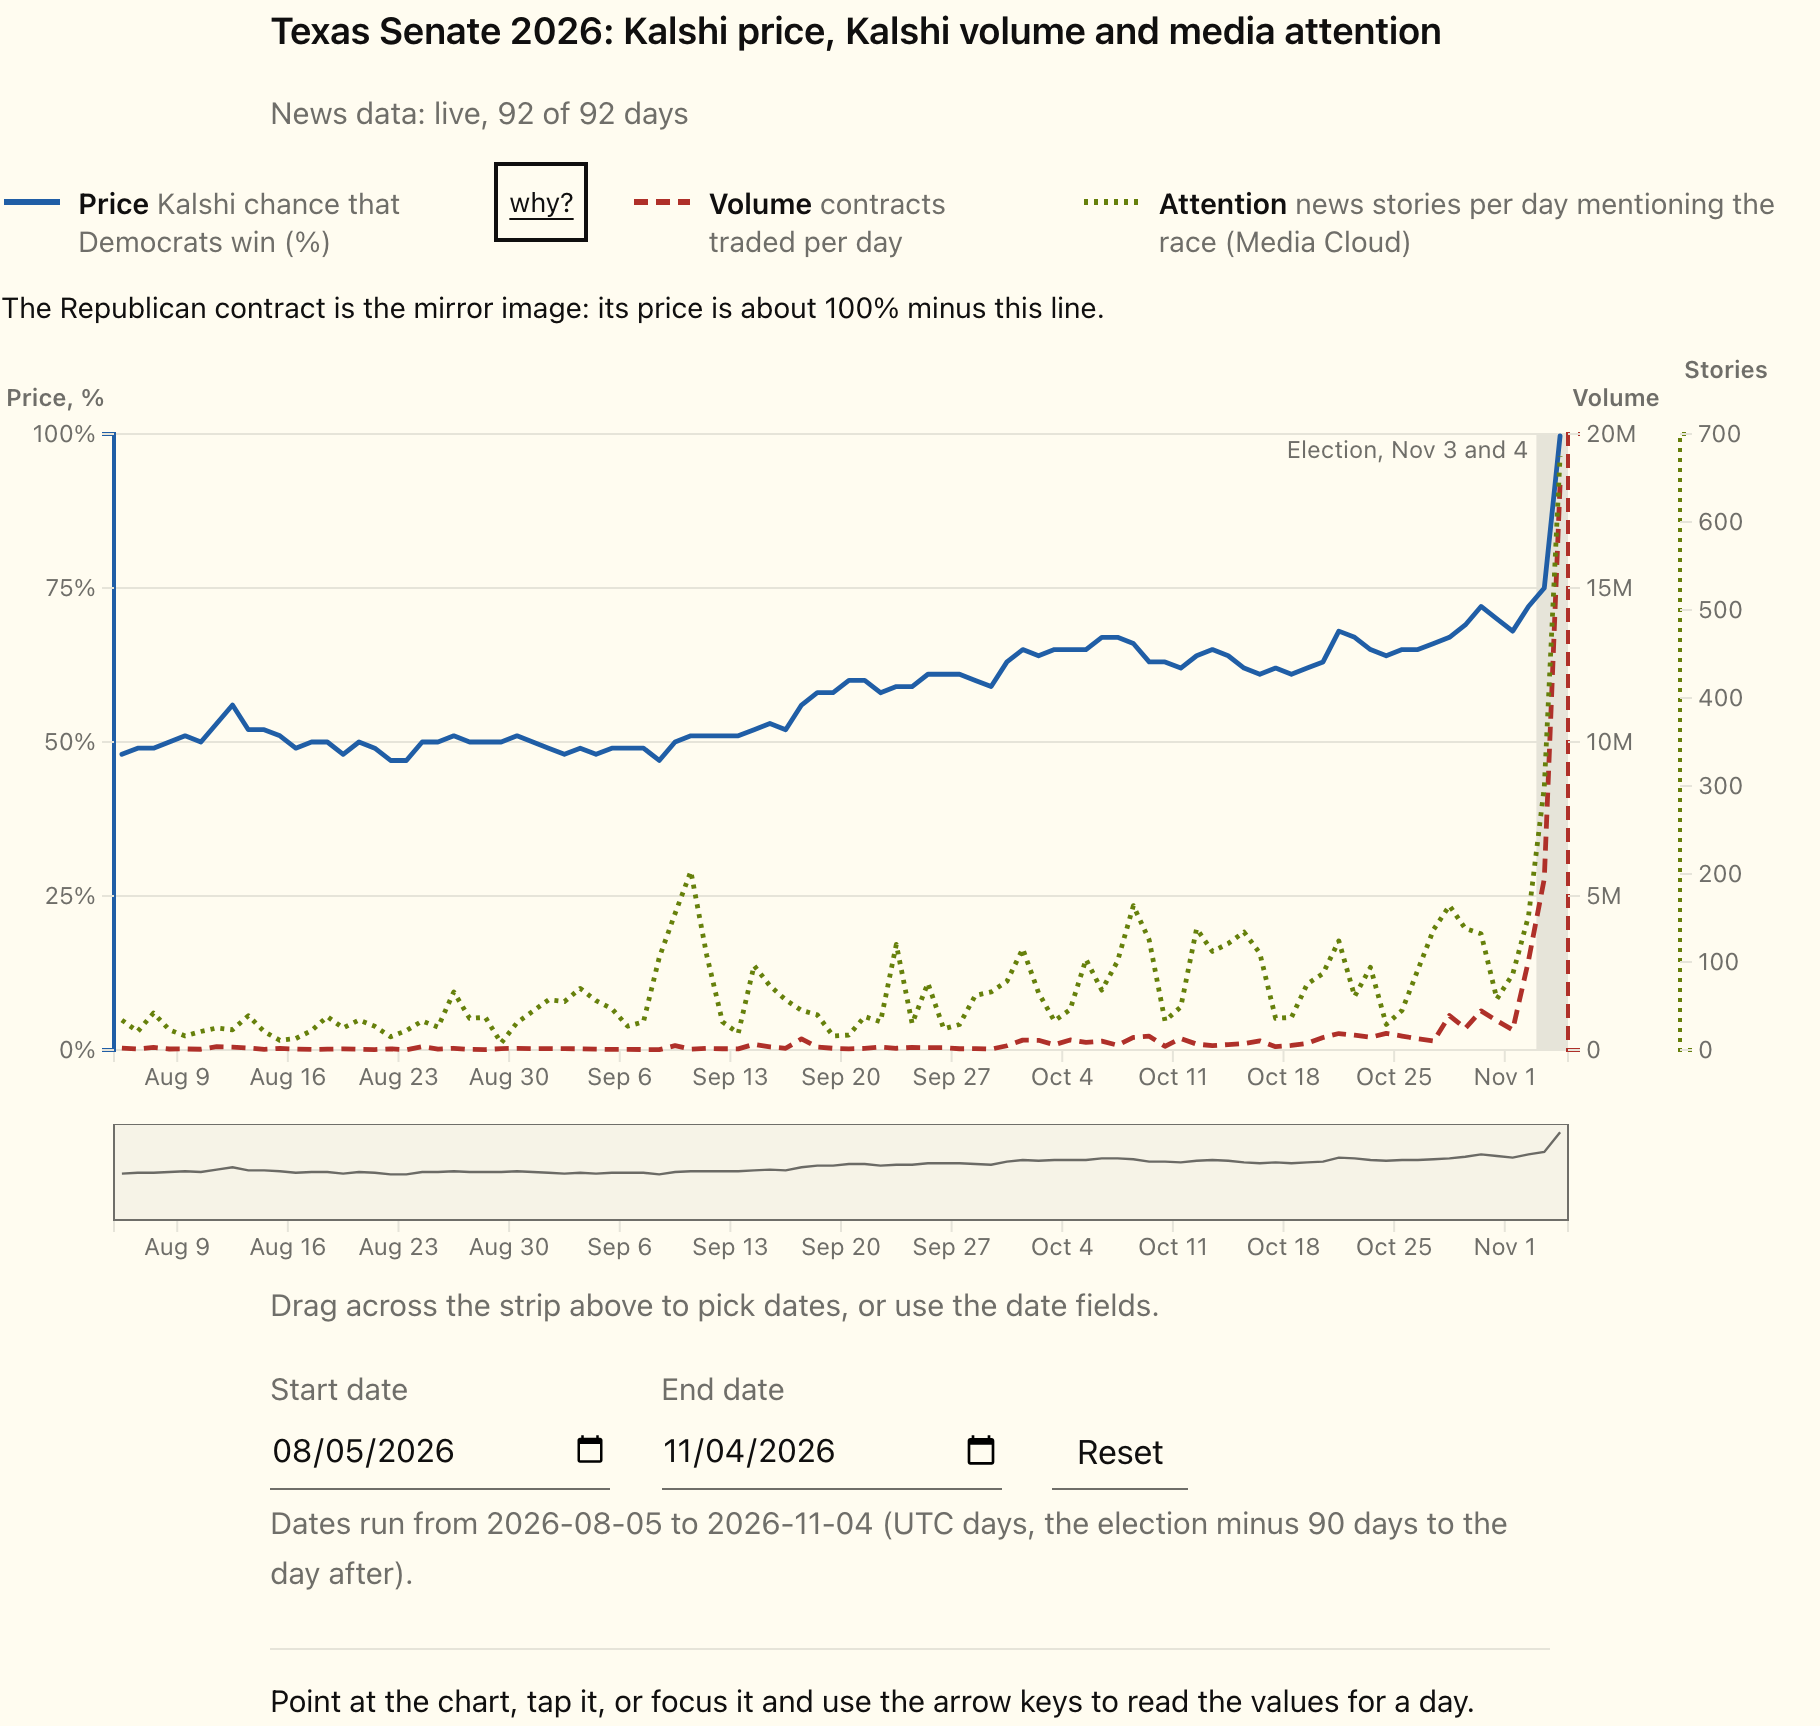 Texas Senate 2026: Kalshi price, Kalshi volume and media attention
News data: live, 92 of 92 days
Price Kalshi chance that
Democrats win (%)
why?
Volume contracts
traded per day
Attention news stories per day mentioning the
race (Media Cloud)
The Republican contract is the mirror image: its price is about 100% minus this line.
Price, %
Volume
Stories
100%
75%
50%
25%
0%
Election, Nov 3 and 4
20M
15M
10M
5M
0
700
600
500
400
300
200
100
0
Aug 9 Aug 16 Aug 23 Aug 30 Sep 6 Sep 13 Sep 20 Sep 27 Oct 4 Oct 11 Oct 18 Oct 25 Nov 1
Aug 9 Aug 16 Aug 23 Aug 30 Sep 6 Sep 13 Sep 20 Sep 27 Oct 4 Oct 11 Oct 18 Oct 25 Nov 1
Drag across the strip above to pick dates, or use the date fields.
Start date
End date
08/05/2026
11/04/2026
Reset
Dates run from 2026-08-05 to 2026-11-04 (UTC days, the election minus 90 days to the
day after).
Point at the chart, tap it, or focus it and use the arrow keys to read the values for a day.